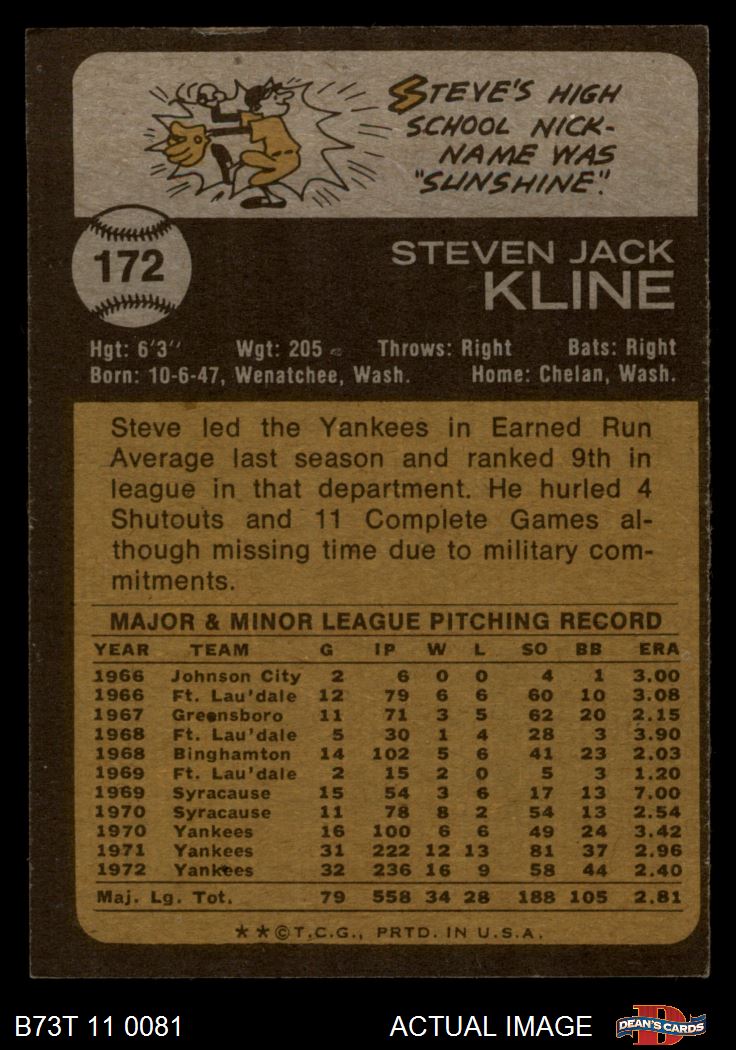 STEVE'S HIGH
SCHOOL NICK-
NAME WAS
"SUNSHINE".
172
STEVEN JACK
KLINE
Hgt: 6'3" Wgt: 205 Throws: Right Bats: Right
Born: 10-6-47, Wenatchee, Wash. Home: Chelan, Wash.
Steve led the Yankees in Earned Run
Average last season and ranked 9th in
league in that department. He hurled 4
Shutouts and 11 Complete Games al-
though missing time due to military com-
mitments.
MAJOR & MINOR LEAGUE PITCHING RECORD
YEAR TEAM G IP W L SO BB ERA
1966 Johnson City 2 6 0 0 4 1 3.00
1966 Ft. Lau'dale 12 79 6 6 60 10 3.08
1967 Greensboro 11 71 3 5 62 20 2.15
1968 Ft. Lau'dale 5 30 1 4 28 3 3.90
1968 Binghamton 14 102 5 6 41 23 2.03
1969 Ft. Lau'dale 2 15 2 0 5 3 1.20
1969 Syracause 15 54 3 6 17 13 7.00
1970 Syracause 11 78 8 2 54 13 2.54
1970 Yankees 16 100 6 6 49 24 3.42
1971 Yankees 31 222 12 13 81 37 2.96
1972 Yankees 32 236 16 9 58 44 2.40
Maj. Lg. Tot. 79 558 34 28 188 105 2.81
★★©T.C.G., PRTD. IN U.S.A.
B73T 11 0081 ACTUAL IMAGE
D
DEAN'S CARDS